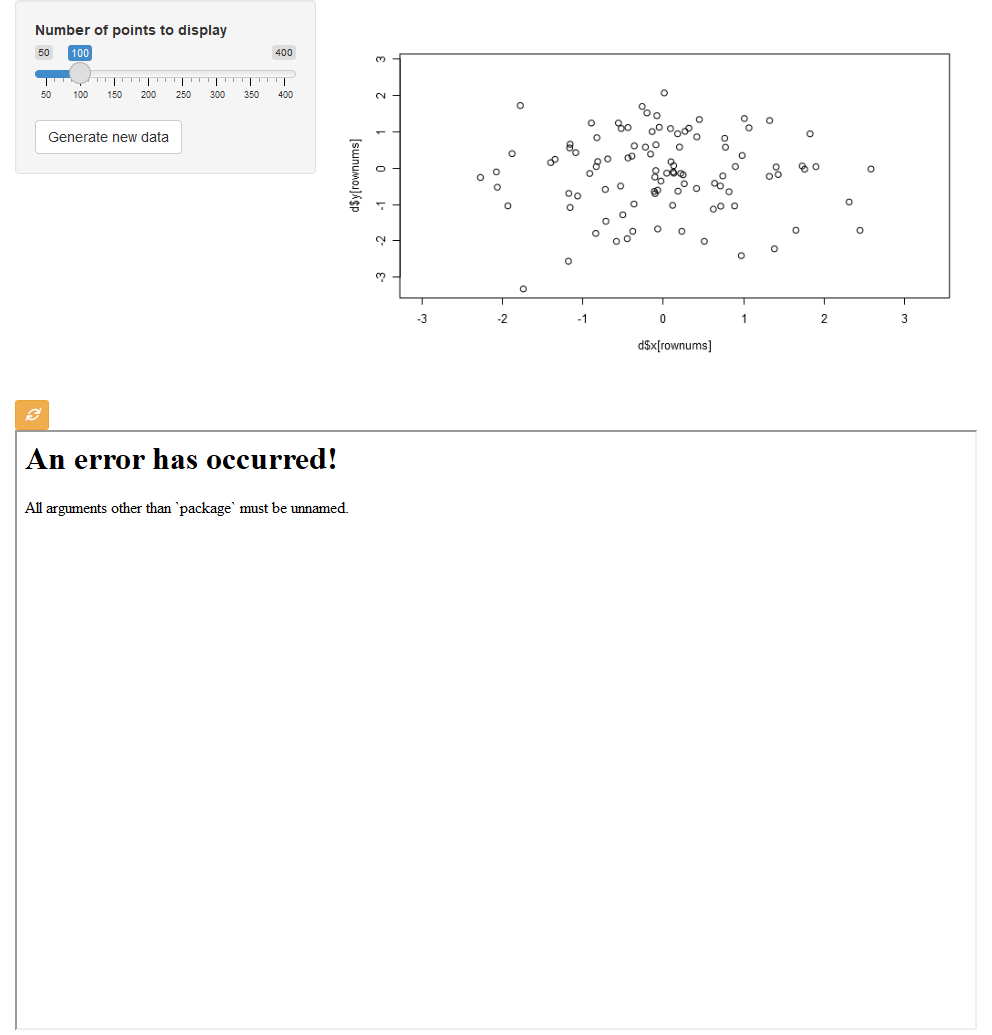 Number of points to display
50 100 400
50 100 150 200 250 300 350 400
Generate new data
d$y[rownums]
3
2
1
0
-1
-2
-3
-3 -2 -1 0 1 2 3
d$x[rownums]
An error has occurred!
All arguments other than `package` must be unnamed.